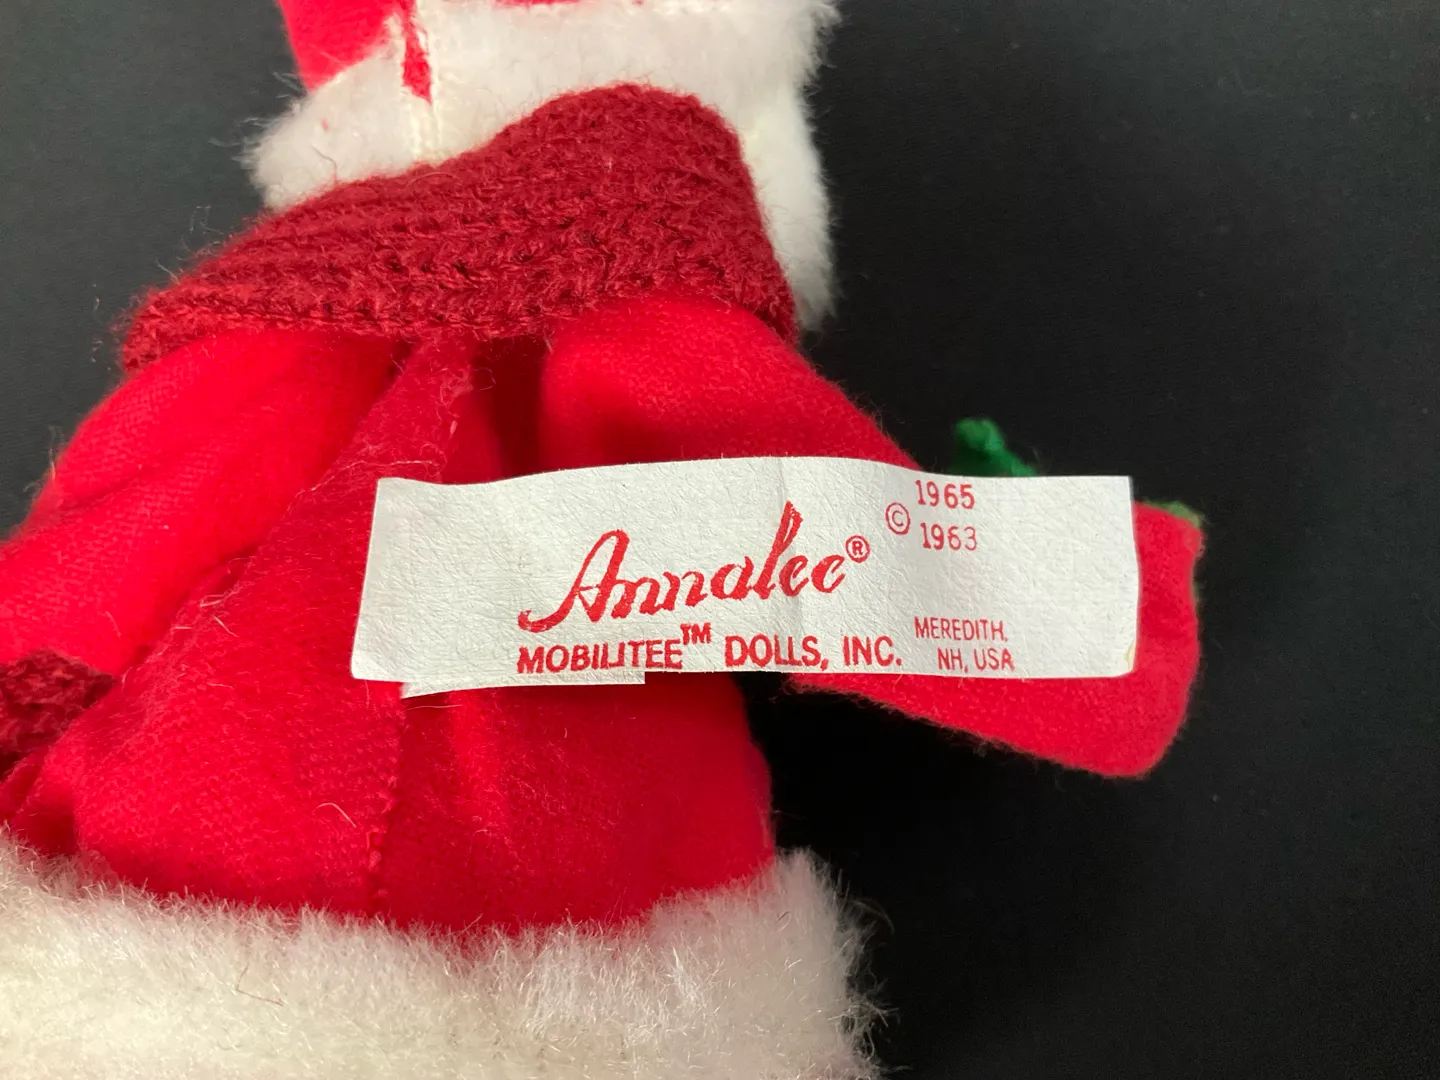 Annalee® © 1965
1963
MOBILITEE™ DOLLS, INC.
MEREDITH,
NH, USA